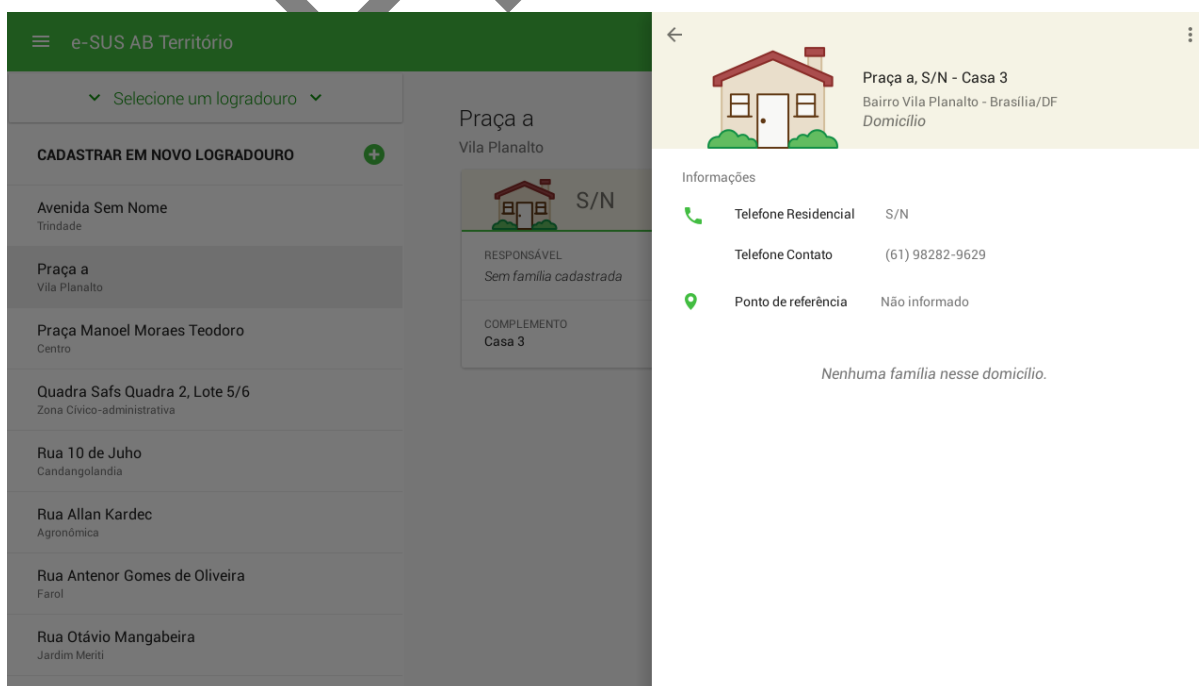 e-SUS AB Território
Selecione um logradouro
CADASTRAR EM NOVO LOGRADOURO
Avenida Sem Nome
Trindade
Praça a
Vila Planalto
Praça Manoel Moraes Teodoro
Centro
Quadra Safs Quadra 2, Lote 5/6
Zona Cívico-administrativa
Rua 10 de Juho
Candangolandia
Rua Allan Kardec
Agronômica
Rua Antenor Gomes de Oliveira
Farol
Rua Otávio Mangabeira
Jardim Meriti
Praça a
Vila Planalto
S/N
RESPONSÁVEL
Sem família cadastrada
COMPLEMENTO
Casa 3
Praça a, S/N - Casa 3
Bairro Vila Planalto - Brasília/DF
Domicílio
Informações
Telefone Residencial S/N
Telefone Contato (61) 98282-9629
Ponto de referência Não informado
Nenhuma família nesse domicílio.